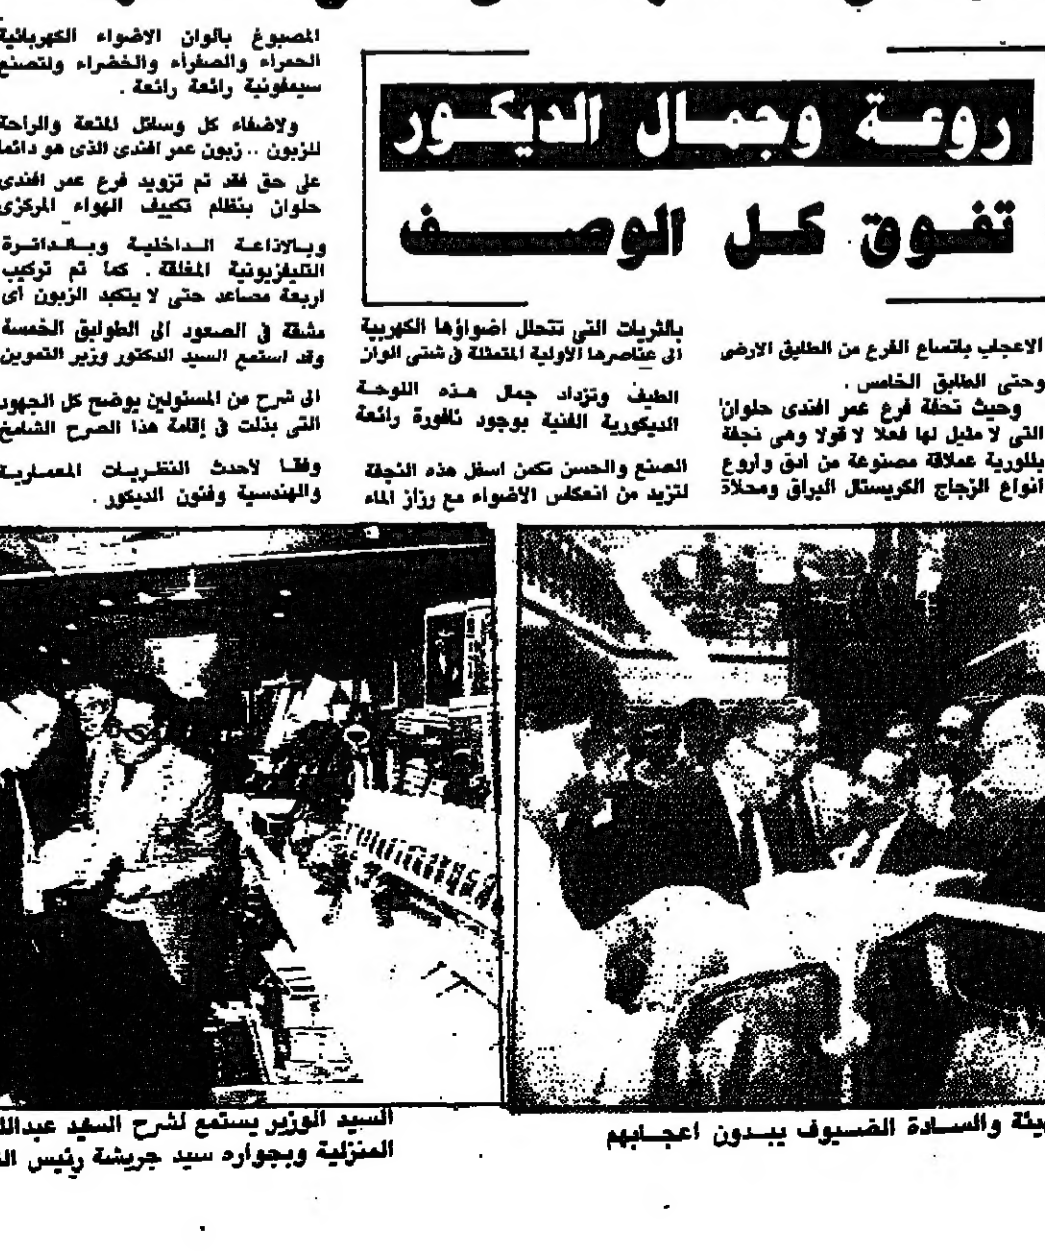 روعة وجمال الديكور
تفوق كل الوصف
الاعجاب باتساع الفرع من الطابق الارضى
وحتى الطابق الخامس .
وحيث تحفة فرع عمر افندى حلوان
التى لا مثيل لها فعلا لا قولا وهى نجفة
بللورية عملاقة مصنوعة من ادق واروع
انواع الزجاج الكريستال البراق ومحلاة
بالثريات التى تتحلل اضواؤها الكهربية
الى عناصرها الاولية المتمثلة فى شتى الوان
الطيف وتزداد جمال هذه اللوحة
الديكورية الفنية بوجود نافورة رائعة
الصنع والحسن تكمن اسفل هذه النجفة
لتزيد من انعكاس الاضواء مع رزاز الماء
المصبوغ بالوان الاضواء الكهربائية
الحمراء والصفراء والخضراء ولتصنع
سيمفونية رائعة رائعة .
ولاضفاء كل وسائل المتعة والراحة
للزبون .. زبون عمر افندى الذى هو دائما
على حق فقد تم تزويد فرع عمر افندى
حلوان بنظام تكييف الهواء المركزى
وبالاذاعة الداخلية وبالدائرة
التليفزيونية المغلقة . كما تم تركيب
اربعة مصاعد حتى لا يتكبد الزبون اى
مشقة فى الصعود الى الطوابق الخمسة
وقد استمع السيد الدكتور وزير التموين
الى شرح من المسئولين يوضح كل الجهود
التى بذلت فى إقامة هذا الصرح الشامخ
وفقا لأحدث النظريات المعمارية
والهندسية وفنون الديكور .
والسادة الضيوف يبدون اعجابهم
السيد الوزير يستمع لشرح السيد عبدالله
المنزلية وبجواره سيد جريشة رئيس